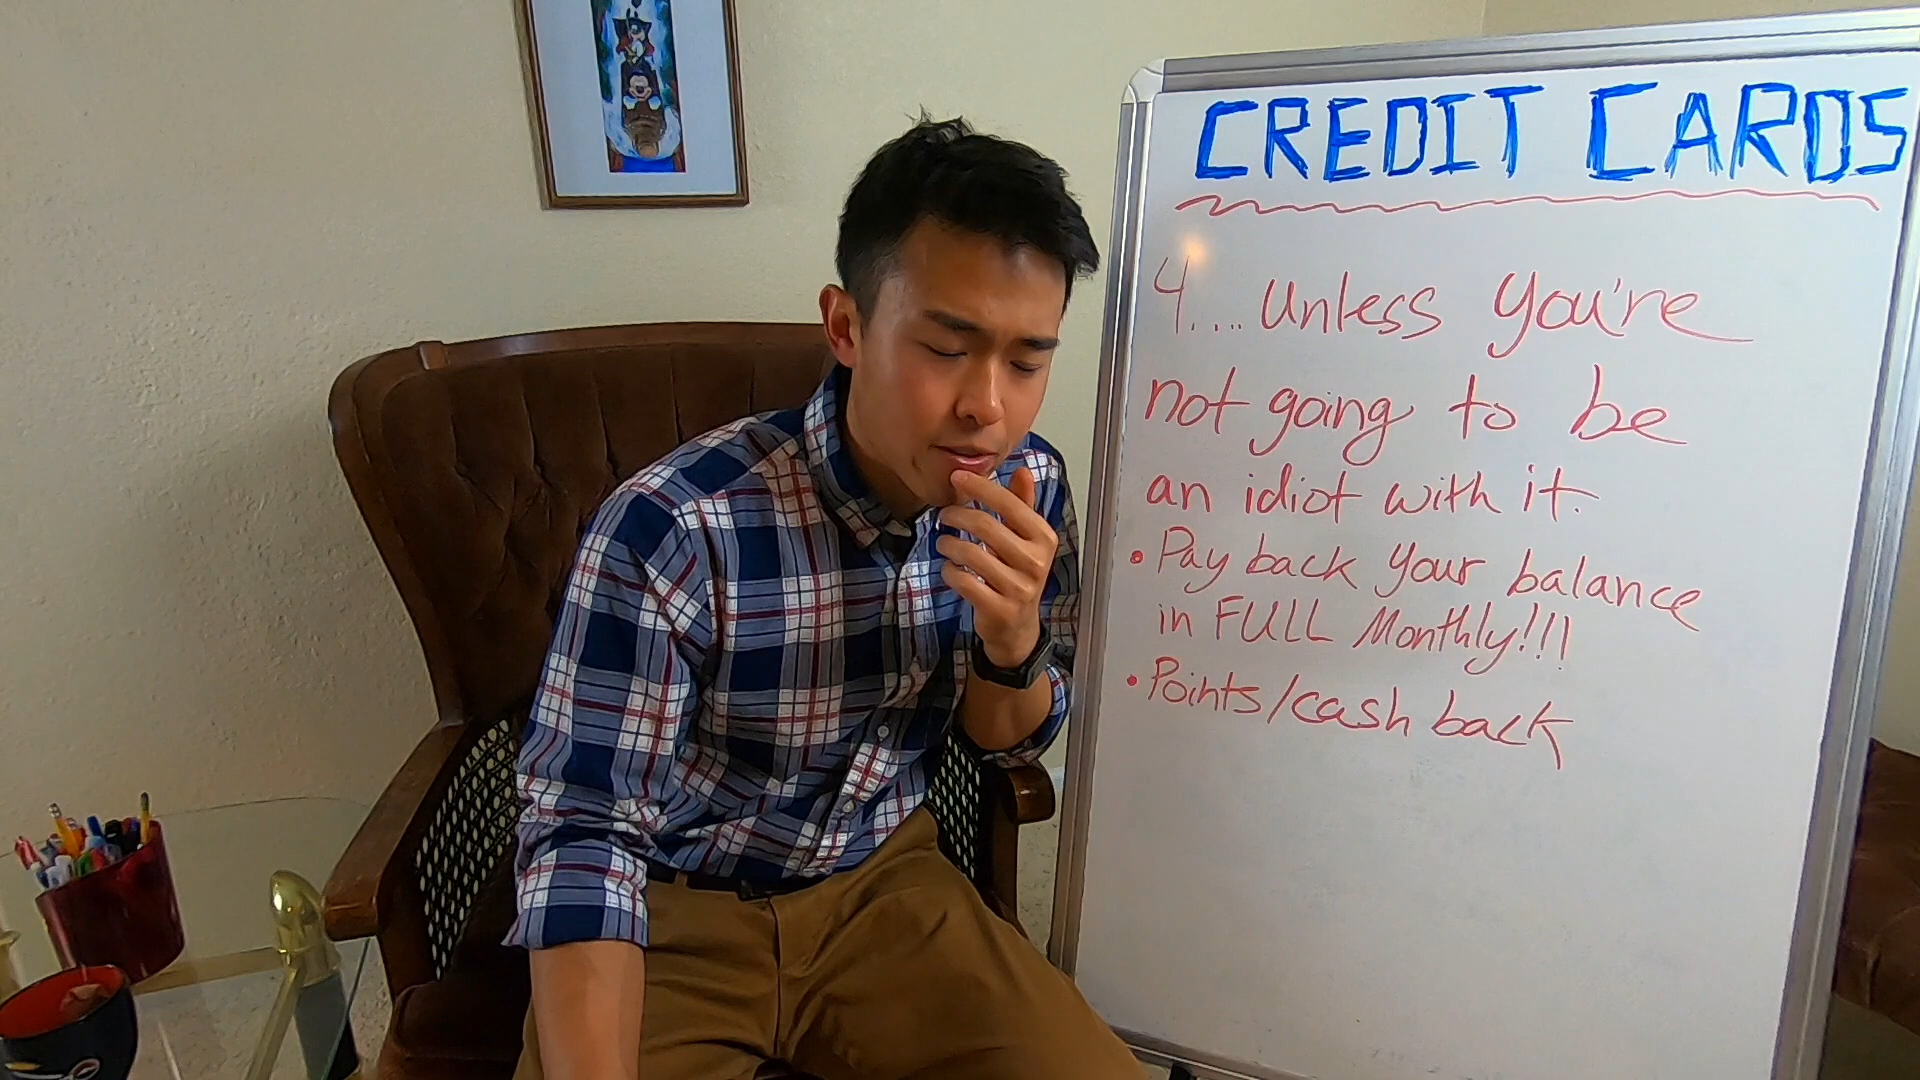 CREDIT CARDS
4.... Unless you're
not going to be
an idiot with it.
• Pay back your balance
in FULL Monthly!!!
• Points/cash back